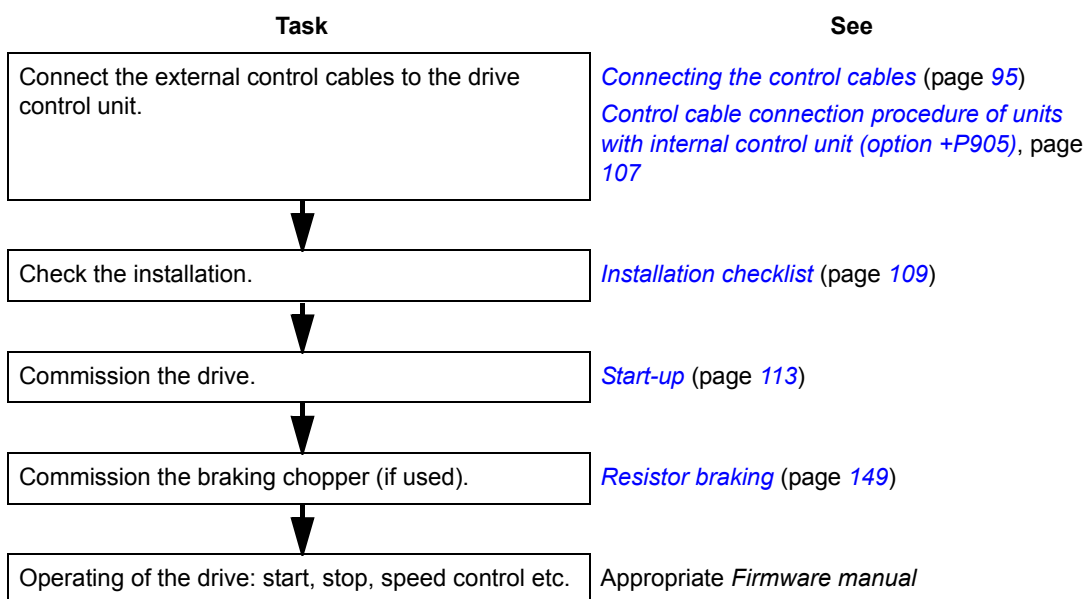 Task See
Connect the external control cables to the drive
control unit.
Connecting the control cables (page 95)
Control cable connection procedure of units
with internal control unit (option +P905), page
107
Check the installation. Installation checklist (page 109)
Commission the drive. Start-up (page 113)
Commission the braking chopper (if used). Resistor braking (page 149)
Operating of the drive: start, stop, speed control etc. Appropriate Firmware manual